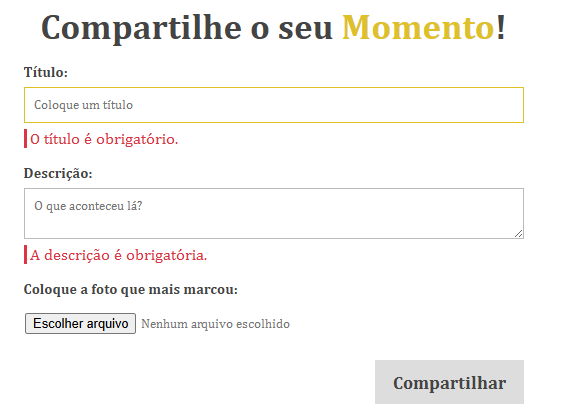 Compartilhe o seu Momento!
Título:
Coloque um título
O título é obrigatório.
Descrição:
O que aconteceu lá?
A descrição é obrigatória.
Coloque a foto que mais marcou:
Escolher arquivo Nenhum arquivo escolhido
Compartilhar